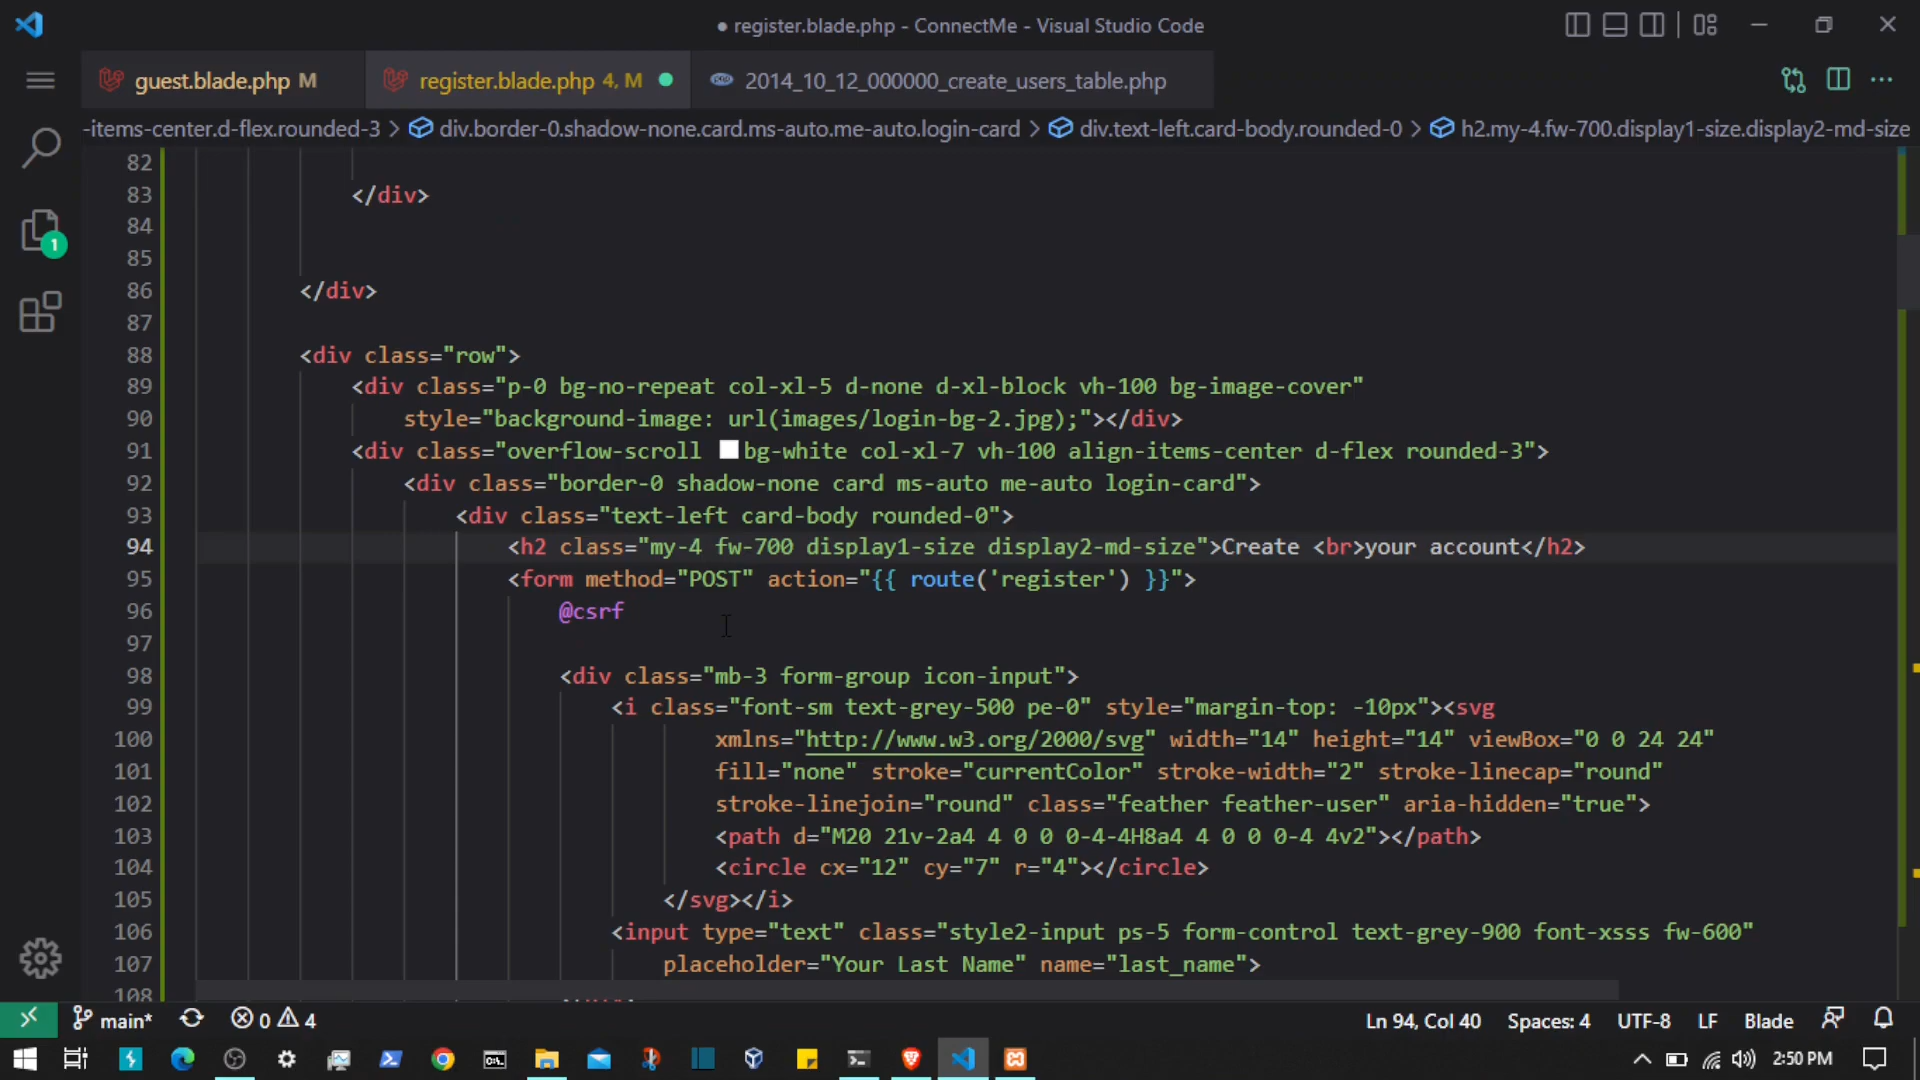 ● register.blade.php - ConnectMe - Visual Studio Code
guest.blade.php M
register.blade.php 4, M
2014_10_12_000000_create_users_table.php
-items-center.d-flex.rounded-3 > div.border-0.shadow-none.card.ms-auto.me-auto.login-card > div.text-left.card-body.rounded-0 > h2.my-4.fw-700.display1-size.display2-md-size
82
83 </div>
84
85
86 </div>
87
88 <div class="row">
89 <div class="p-0 bg-no-repeat col-xl-5 d-none d-xl-block vh-100 bg-image-cover"
90 style="background-image: url(images/login-bg-2.jpg);"></div>
91 <div class="overflow-scroll bg-white col-xl-7 vh-100 align-items-center d-flex rounded-3">
92 <div class="border-0 shadow-none card ms-auto me-auto login-card">
93 <div class="text-left card-body rounded-0">
94 <h2 class="my-4 fw-700 display1-size display2-md-size">Create <br>your account</h2>
95 <form method="POST" action="{{ route('register') }}">
96 @csrf
97
98 <div class="mb-3 form-group icon-input">
99 <i class="font-sm text-grey-500 pe-0" style="margin-top: -10px"><svg
100 xmlns="http://www.w3.org/2000/svg" width="14" height="14" viewBox="0 0 24 24"
101 fill="none" stroke="currentColor" stroke-width="2" stroke-linecap="round"
102 stroke-linejoin="round" class="feather feather-user" aria-hidden="true">
103 <path d="M20 21v-2a4 4 0 0 0-4-4H8a4 4 0 0 0-4 4v2"></path>
104 <circle cx="12" cy="7" r="4"></circle>
105 </svg></i>
106 <input type="text" class="style2-input ps-5 form-control text-grey-900 font-xsss fw-600"
107 placeholder="Your Last Name" name="last_name">
108
1
main* 0 4 Ln 94, Col 40 Spaces: 4 UTF-8 LF Blade
2:50 PM